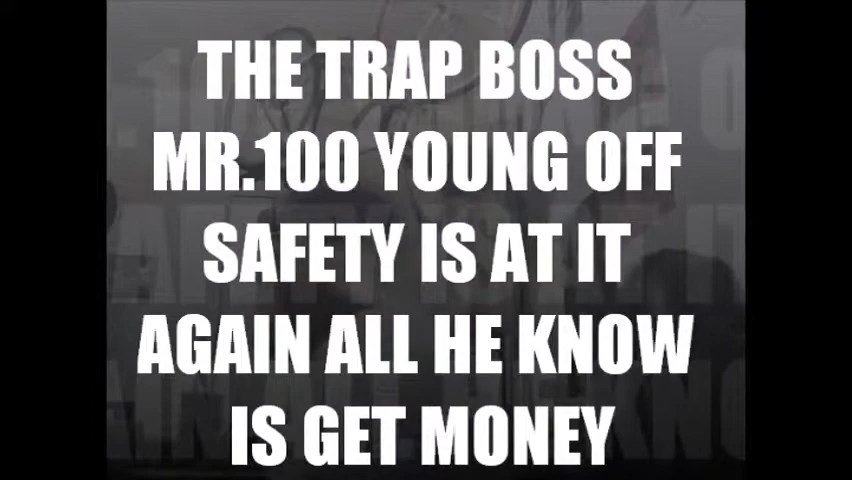 THE TRAP BOSS
MR.100 YOUNG OFF
SAFETY IS AT IT
AGAIN ALL HE KNOW
IS GET MONEY